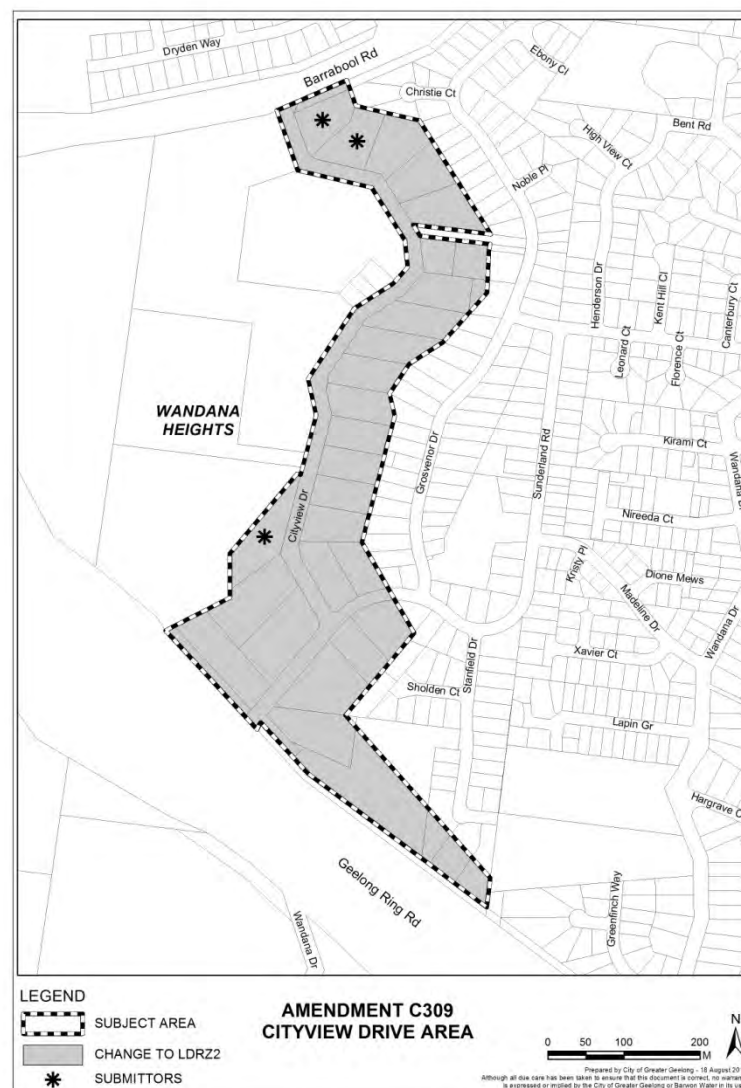 Dryden Way
Barrabool Rd
Ebony Cl
Christie Ct
Bent Rd
High View Ct
Noble Pl
Henderson Dr
Kent Hill Cl
Canterbury Ct
Leonard Ct
Florence Ct
WANDANA
HEIGHTS
Grosvenor Dr
Sunderland Rd
Kirami Ct
Wandana D
Nireeda Ct
Cityview Dr
Kristy Pl
Dione Mews
Madeline Dr
Xavier Ct
Wandana Dr
Stanfield Dr
Sholden Ct
Lapin Gr
Hargrave C
Geelong Ring Rd
Greenfinch Way
Wandana Dr
LEGEND
SUBJECT AREA
CHANGE TO LDRZ2
SUBMITTORS
AMENDMENT C309
CITYVIEW DRIVE AREA
N
0 50 100 200
M
Prepared by City of Greater Geelong - 18 August 20
Although all due care has been taken to ensure that this document is correct, no warran
is expressed or implied by the City of Greater Geelong or Barwon Water in its